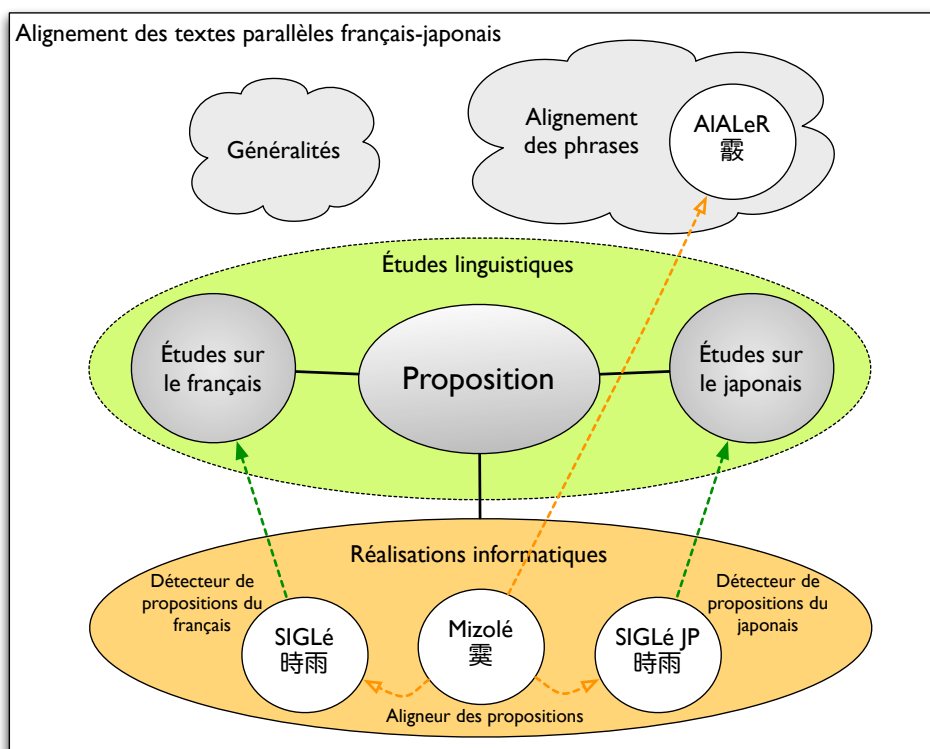 Alignement des textes parallèles français-japonais
Généralités
Alignement
des phrases
AlALeR
霰
Études linguistiques
Études sur
le français
Proposition
Études sur
le japonais
Réalisations informatiques
Détecteur de
propositions du
français
SIGLé
時雨
Mizolé
霙
SIGLé JP
時雨
Détecteur de
propositions du
japonais
Aligneur des propositions